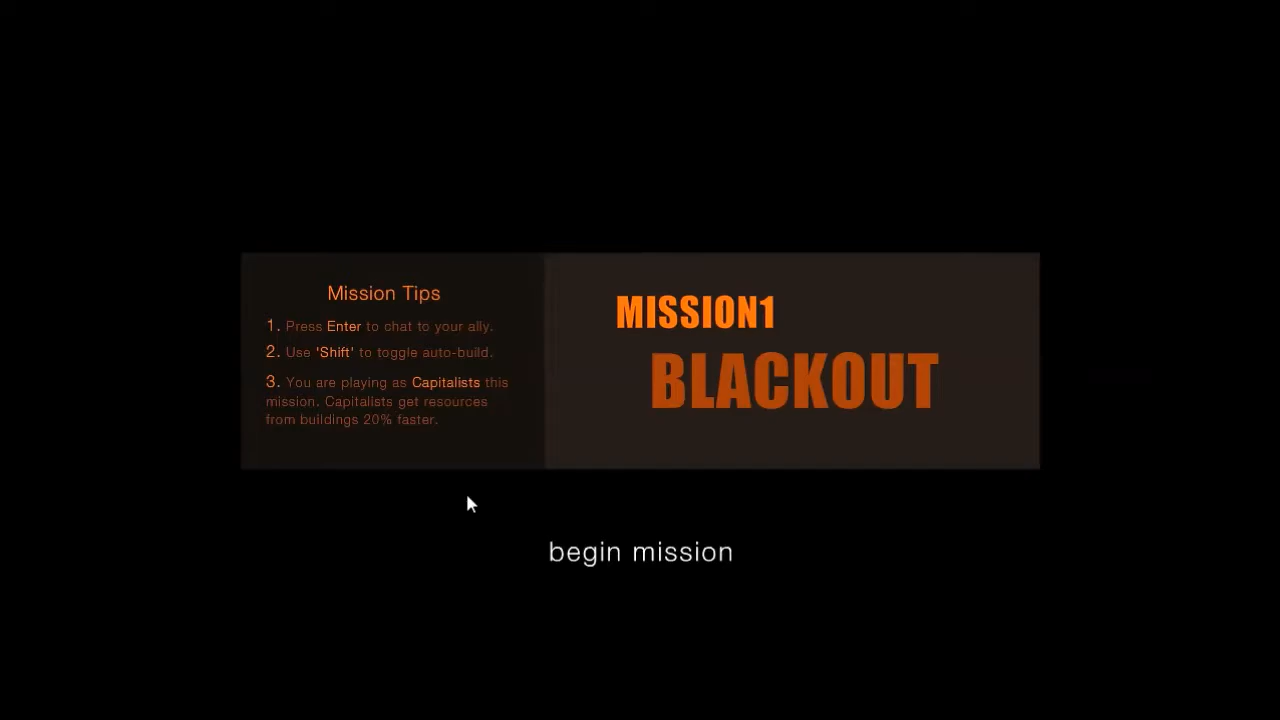 Mission Tips
1. Press Enter to chat to your ally.
2. Use 'Shift' to toggle auto-build.
3. You are playing as Capitalists this
mission. Capitalists get resources
from buildings 20% faster.
MISSION1
BLACKOUT
begin mission